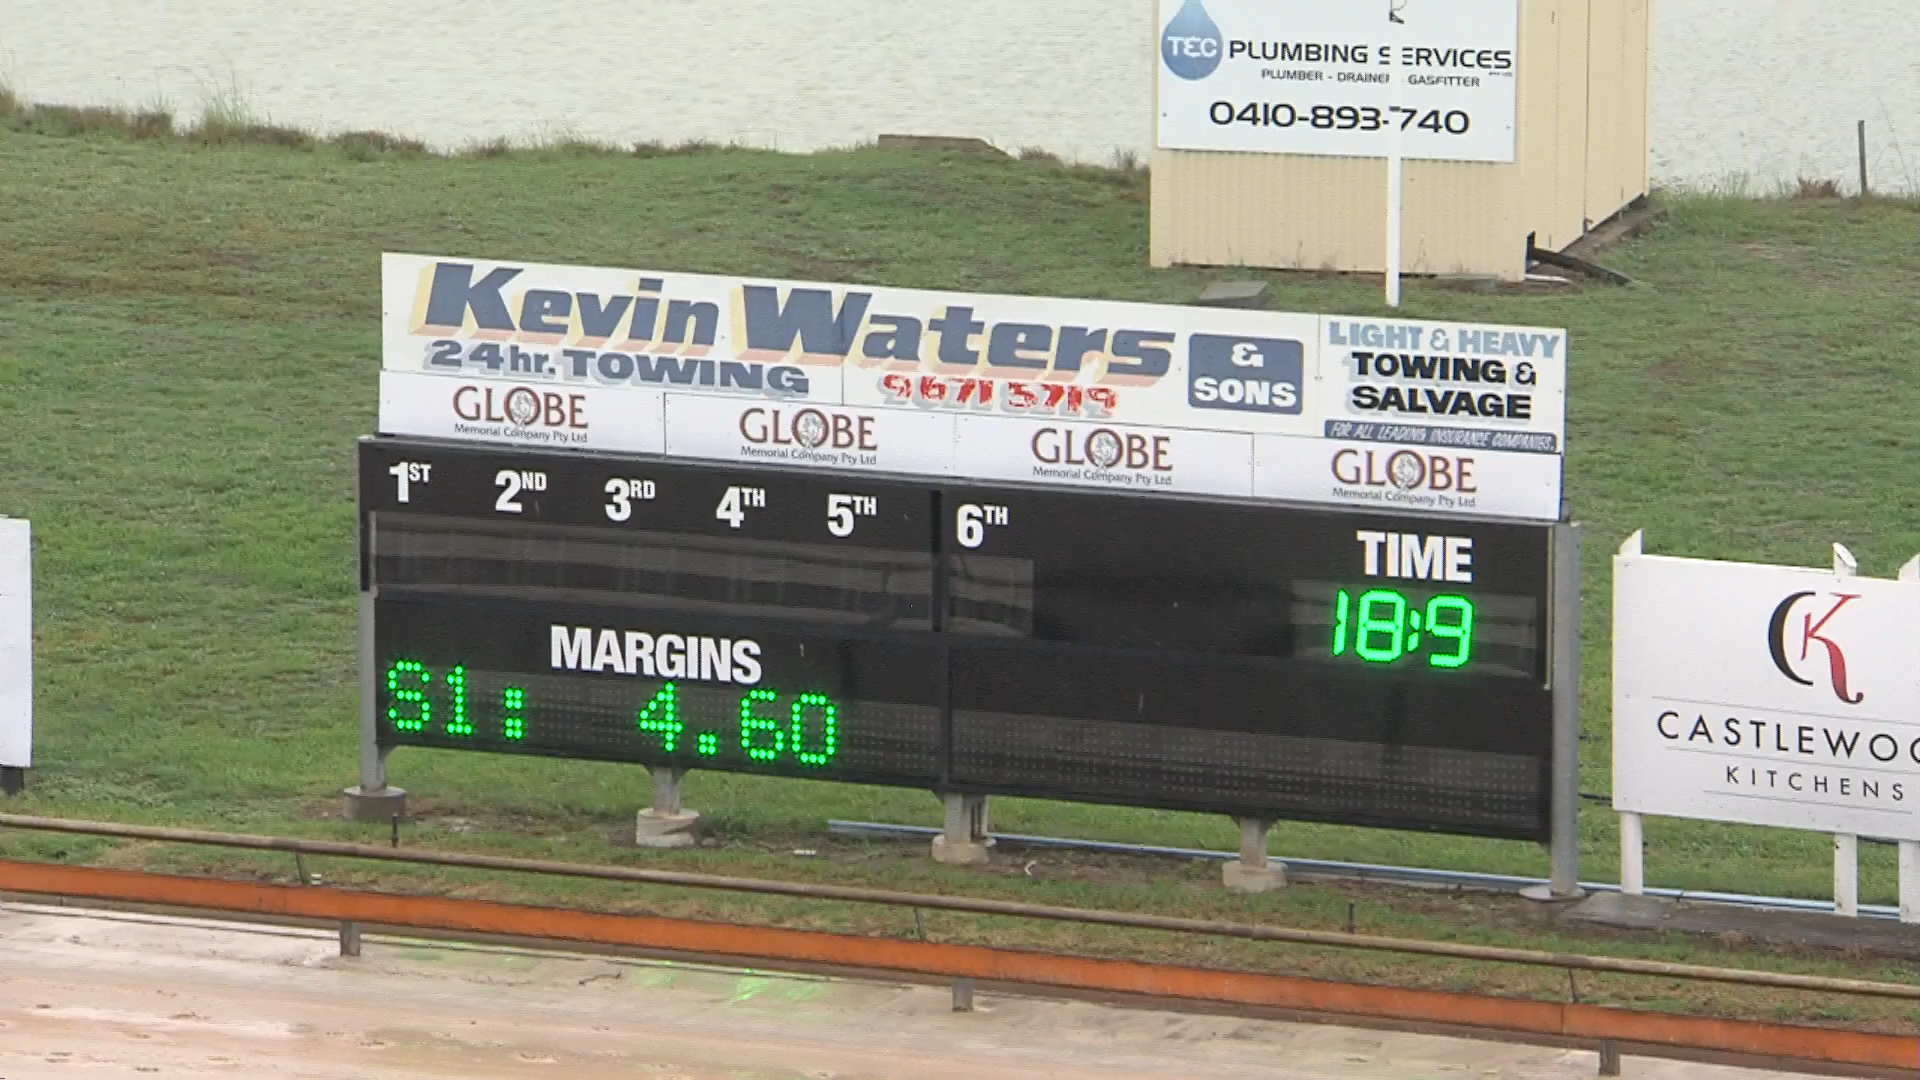 TEC PLUMBING SERVICES
PLUMBER - DRAINER GASFITTER
0410-893-740
Kevin Waters & SONS
24hr. TOWING 9671 5719
LIGHT & HEAVY
TOWING &
SALVAGE
FOR ALL LEADING INSURANCE COMPANIES.
GLOBE
Memorial Company Pty Ltd
GLOBE
Memorial Company Pty Ltd
GLOBE
Memorial Company Pty Ltd
GLOBE
Memorial Company Pty Ltd
1ST 2ND 3RD 4TH 5TH 6TH TIME
18:9
MARGINS
S1: 4.60
CK
CASTLEWOO
KITCHENS